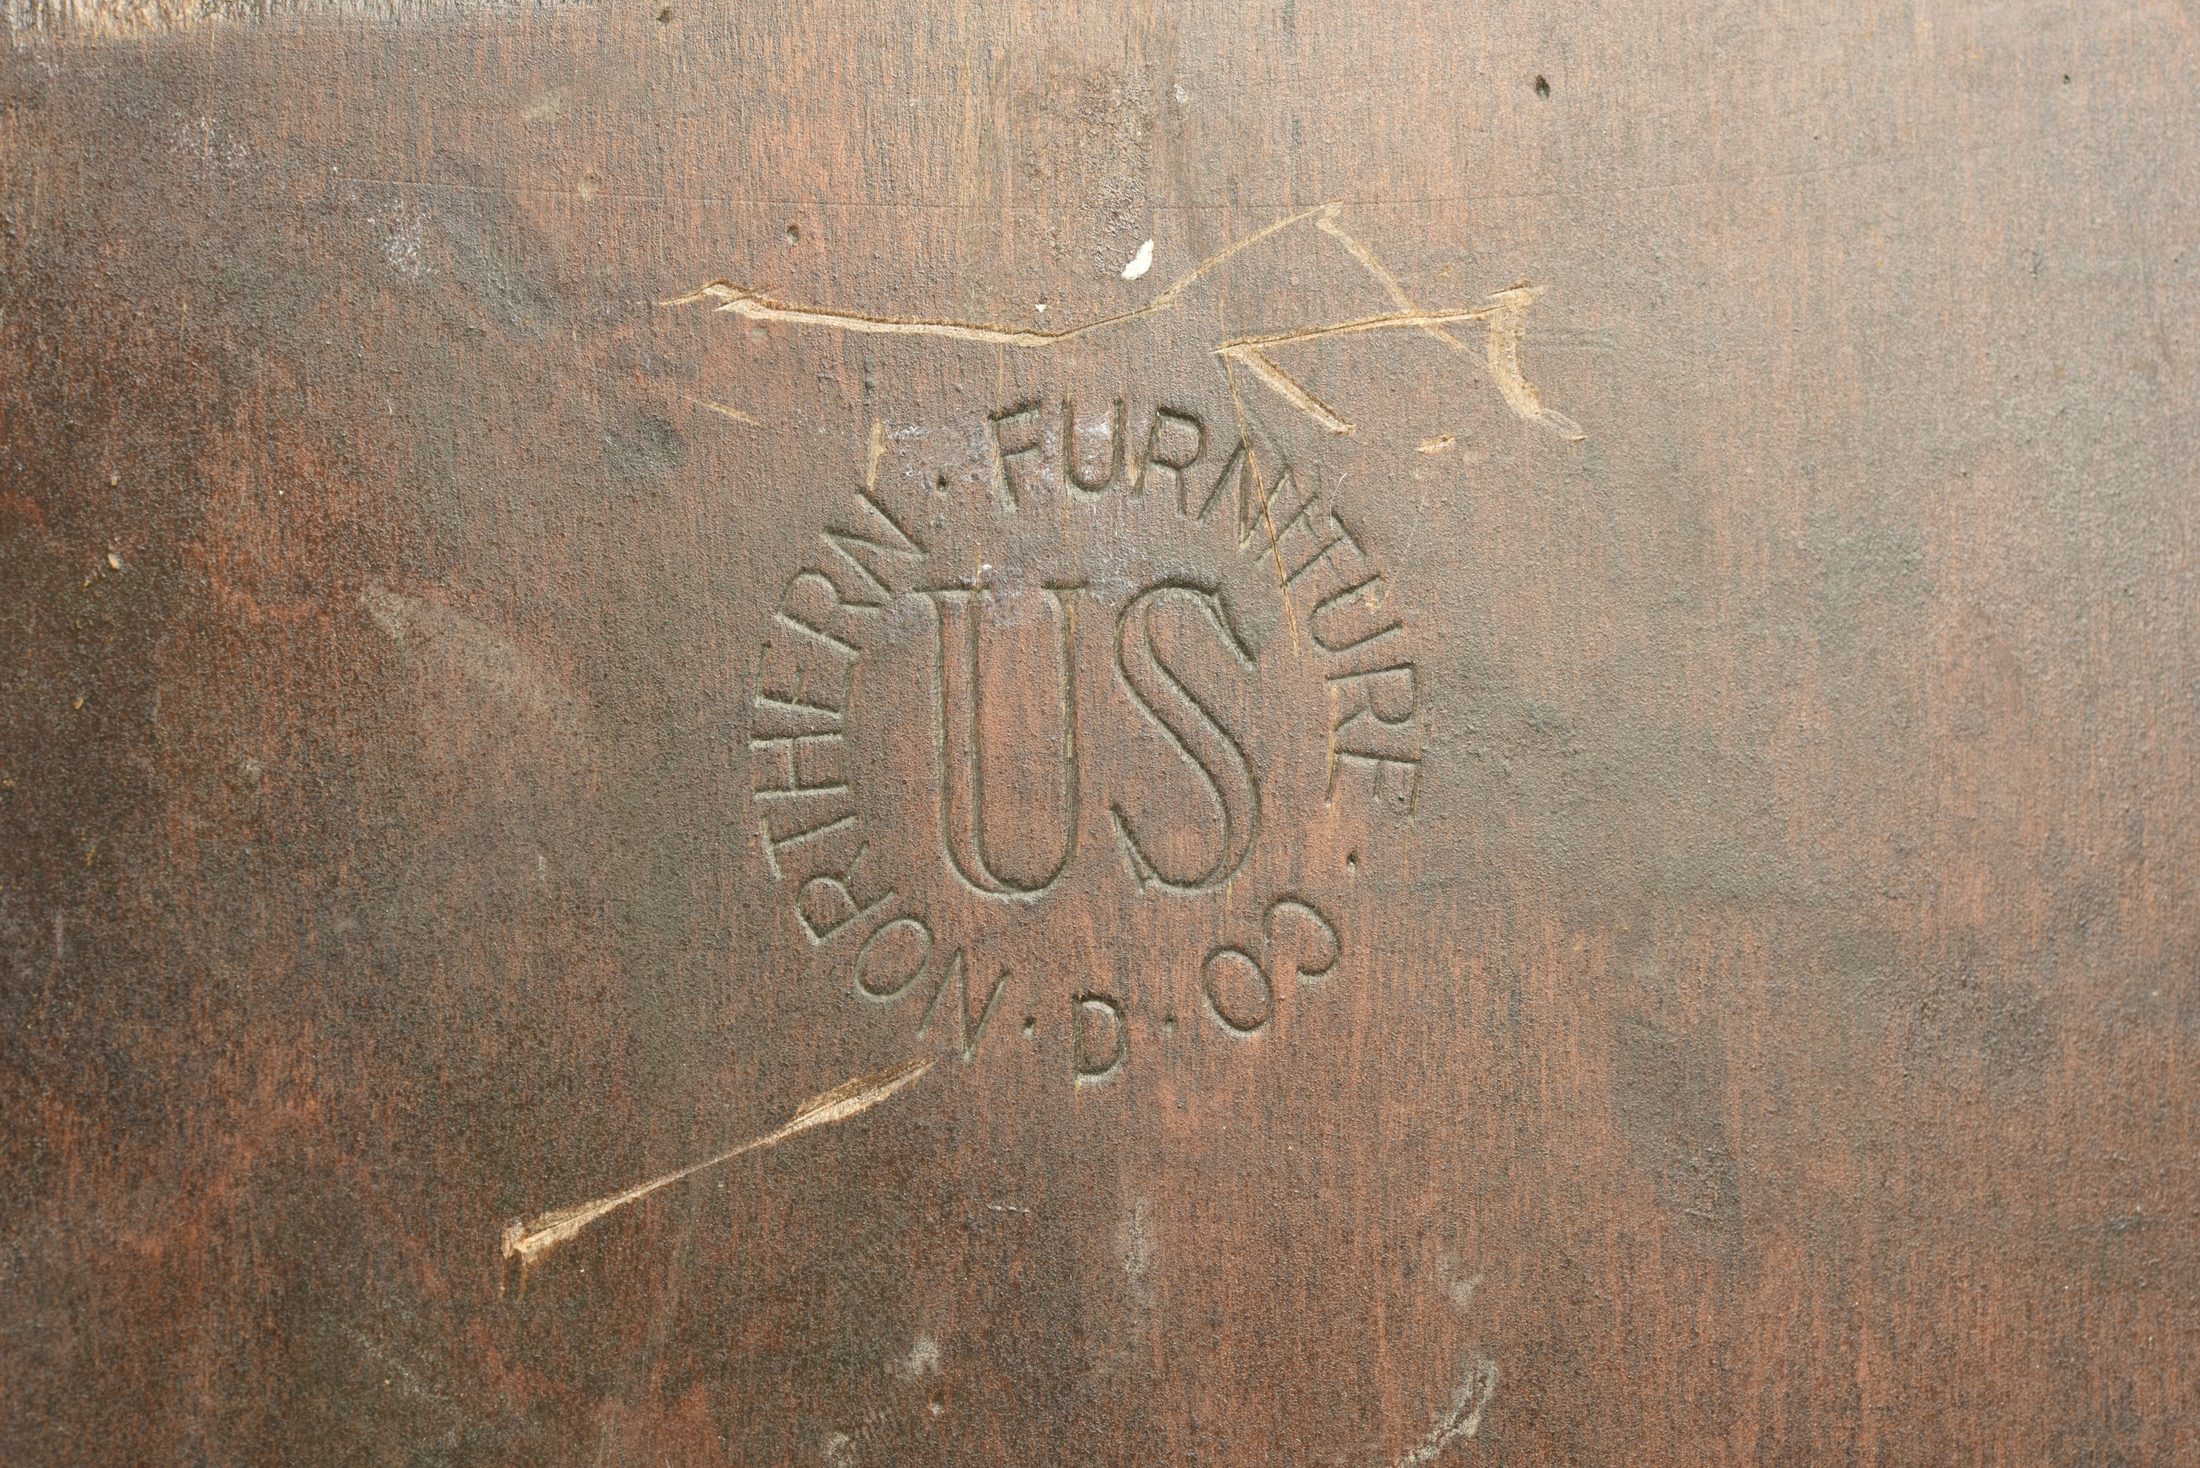 NORTHERN · FURNITURE · CO · D ·
US